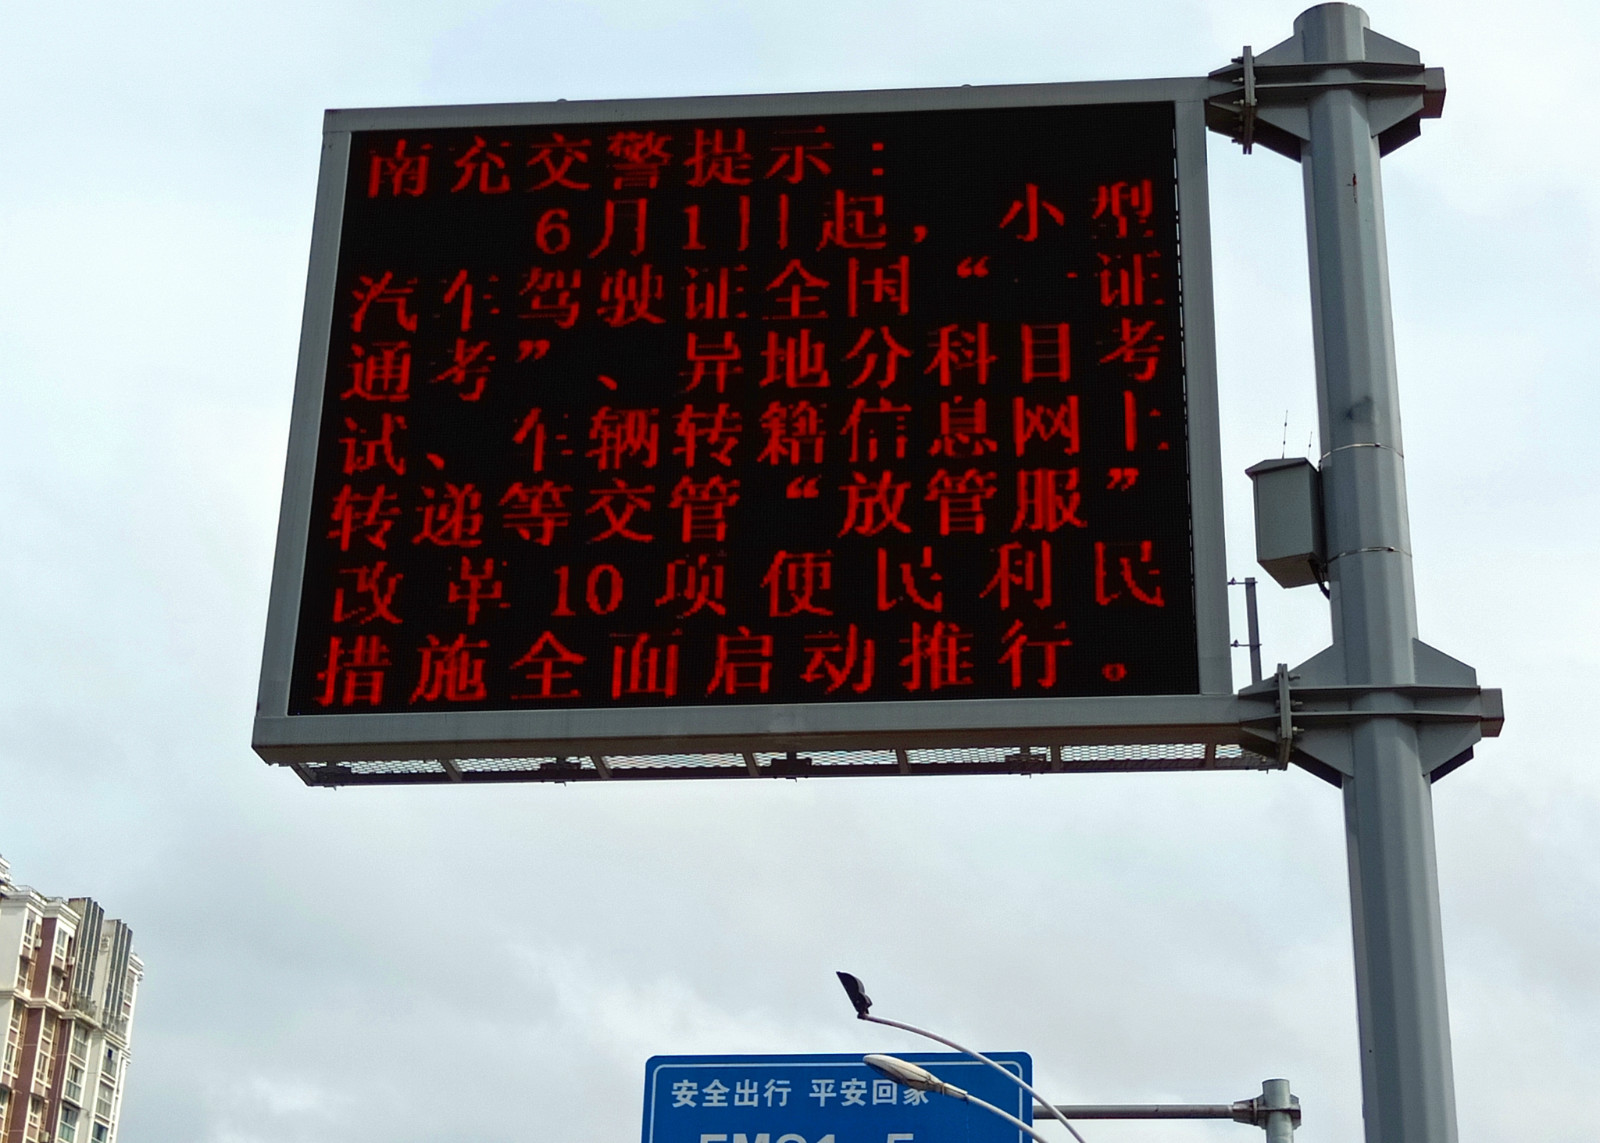 南充交警提示：
6月1日起，小型
汽车驾驶证全国“一证
通考”、异地分科目考
试、车辆转籍信息网上
转递等交管“放管服”
改革10项便民利民
措施全面启动推行。
安全出行 平安回家